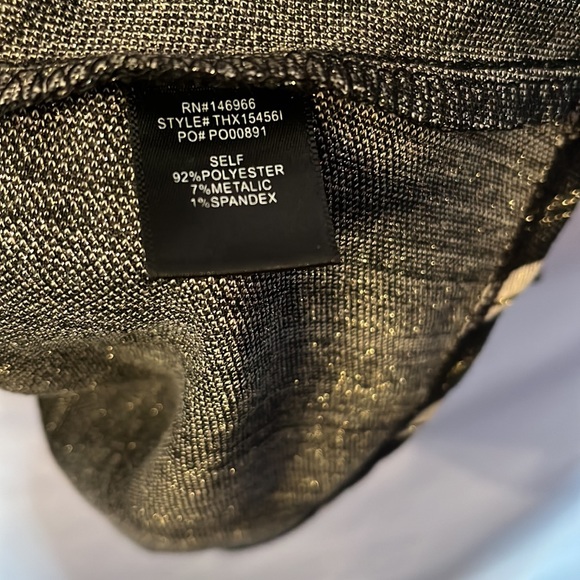 RN#146966
STYLE# THX15456I
PO# PO00891
SELF
92%POLYESTER
7%METALIC
1%SPANDEX